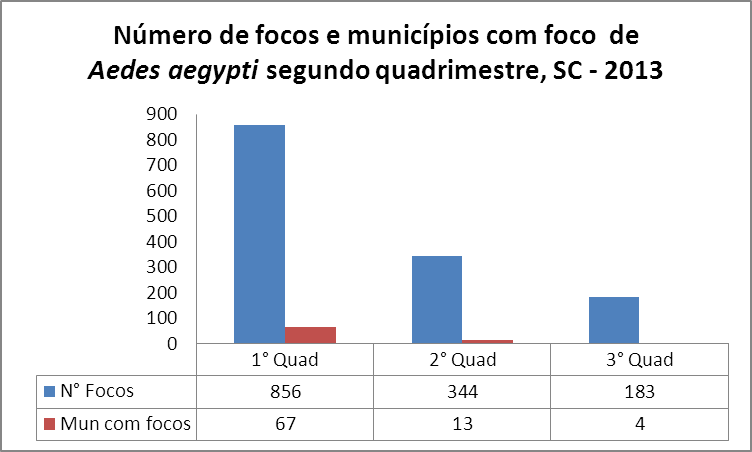 Número de focos e municípios com foco de
Aedes aegypti segundo quadrimestre, SC - 2013
900
800
700
600
500
400
300
200
100
0
1° Quad 2° Quad 3° Quad
N° Focos 856 344 183
Mun com focos 67 13 4